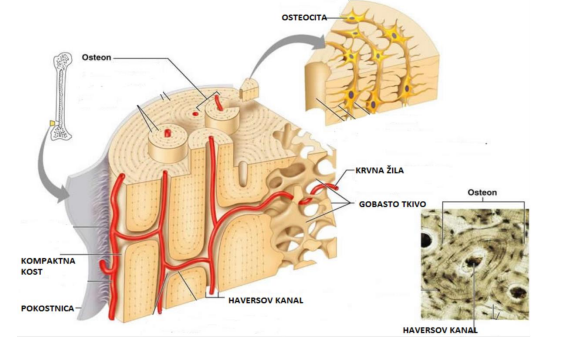 OSTEOCITA
Osteon
KRVNA ŽILA
GOBASTO TKIVO
Osteon
KOMPAKTNA
KOST
HAVERSOV KANAL
POKOSTNICA
HAVERSOV KANAL